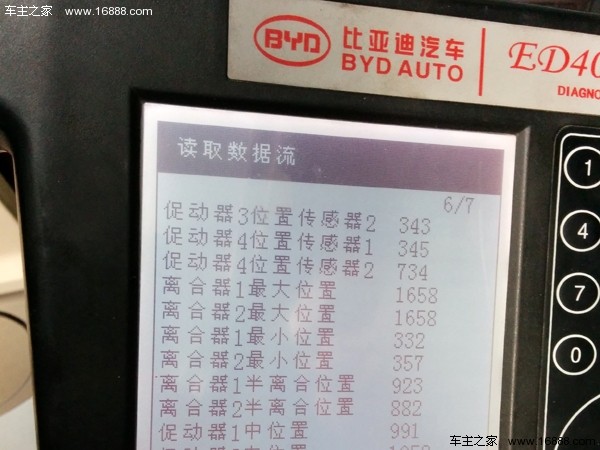 车主之家 www.16888.com
BYD 比亚迪汽车
BYD AUTO
ED40
DIAGNO
读取数据流
6/7
促动器3位置传感器2 343
促动器4位置传感器1 345
促动器4位置传感器2 734
离合器1最大位置 1658
离合器2最大位置 1658
离合器1最小位置 332
离合器2最小位置 357
离合器1半离合位置 923
离合器2半离合位置 882
促动器1中位置 991
1
4
7
0
车主之家 www.16888.com